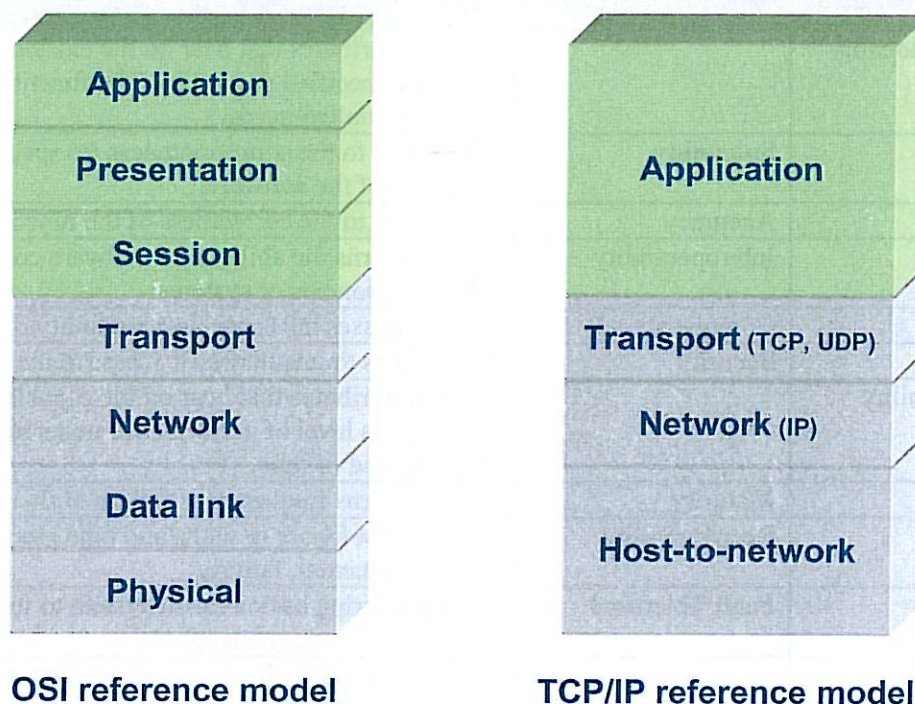 Application
Presentation
Session
Transport
Network
Data link
Physical
OSI reference model
Application
Transport (TCP, UDP)
Network (IP)
Host-to-network
TCP/IP reference model